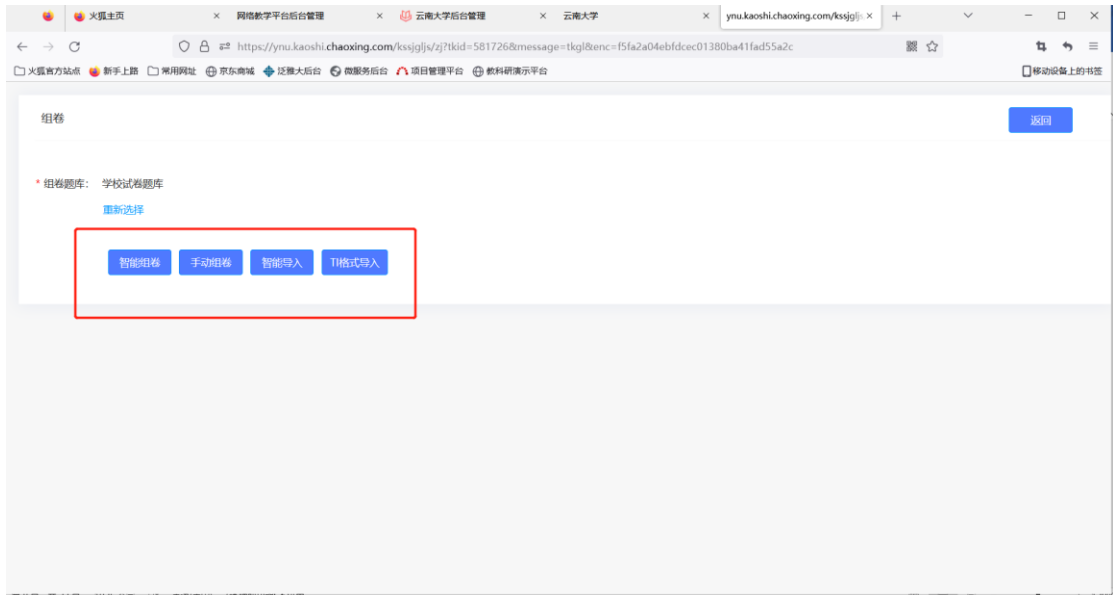 火狐主页
网络教学平台后台管理
云南大学后台管理
云南大学
ynu.kaoshi.chaoxing.com/kssjglj
https://ynu.kaoshi.chaoxing.com/kssjgljs/zj?tkid=581726&message=tkgl&enc=f5fa2a04ebfdcec01380ba41fad55a2c
火狐官方站点 新手上路 常用网址 京东商城 泛雅大后台 微服务后台 项目管理平台 教科研演示平台 移动设备上的书签
组卷 返回
* 组卷题库: 学校试卷题库
重新选择
智能组卷 手动组卷 智能导入 TI格式导入